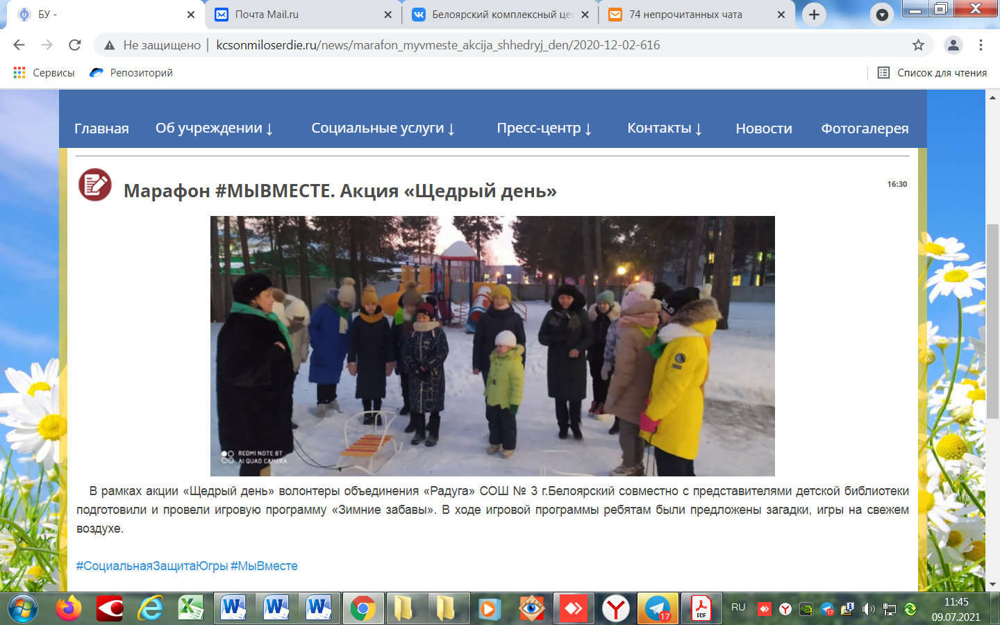 БУ -
Почта Mail.ru
Белоярский комплексный це
74 непрочитанных чата
Не защищено
kcsonmiloserdie.ru/news/marafon_myvmeste_akcija_shhedryj_den/2020-12-02-616
Сервисы
Репозиторий
Список для чтения
Главная
Об учреждении ↓
Социальные услуги ↓
Пресс-центр ↓
Контакты ↓
Новости
Фотогалерея
Марафон #МЫВМЕСТЕ. Акция «Щедрый день»
16:30
REDMI NOTE 8T
AI QUAD CAMERA
В рамках акции «Щедрый день» волонтеры объединения «Радуга» СОШ № 3 г.Белоярский совместно с представителями детской библиотеки
подготовили и провели игровую программу «Зимние забавы». В ходе игровой программы ребятам были предложены загадки, игры на свежем
воздухе.
#СоциальнаяЗащитаЮгры #МыВместе
17
PDF
RU
11:45
09.07.2021